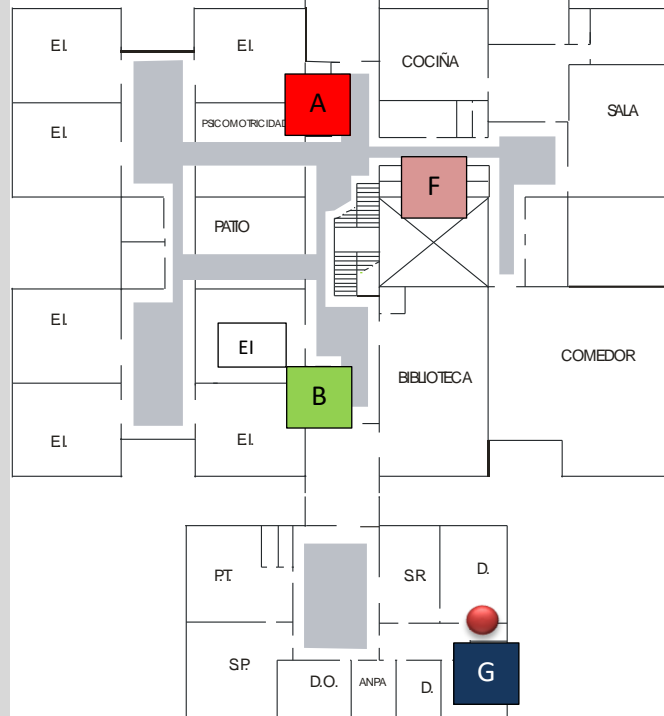 E.I.
E.I.
COCIÑA
A
SALA
E.I.
PSICOMOTRICIDAD
F
PATIO
E.I.
EI
COMEDOR
BIBLIOTECA
B
E.I.
E.I.
P.T.
S.R.
D.
S.P.
D.O.
ANPA
D.
G